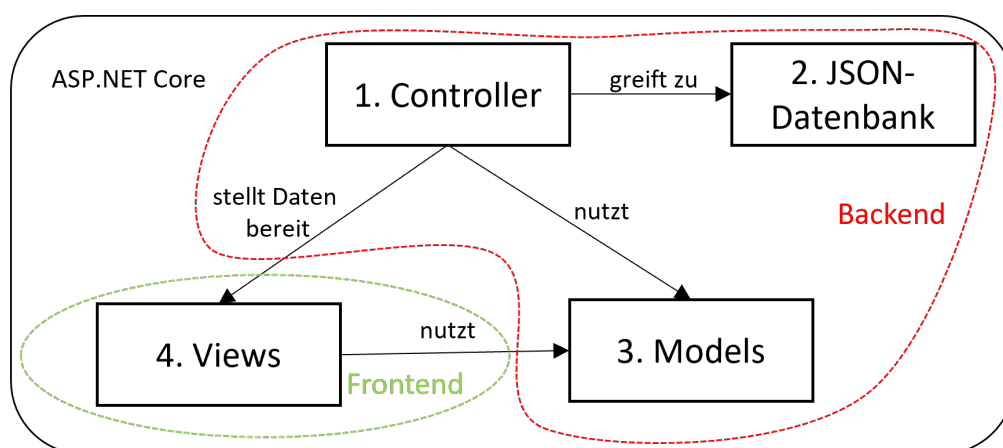 ASP.NET Core
1. Controller
greift zu
2. JSON-
Datenbank
stellt Daten
bereit
nutzt
Backend
4. Views
nutzt
3. Models
Frontend